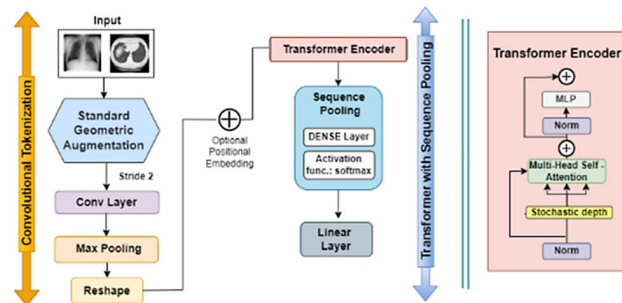 Convolutional Tokenization
Input
Standard
Geometric
Augmentation
Stride 2
Conv Layer
Max Pooling
Reshape
Optional
Positional
Embedding
Transformer Encoder
Sequence
Pooling
DENSE Layer
Activation
func.: softmax
Linear
Layer
Transformer with Sequence Pooling
Transformer Encoder
MLP
Norm
Multi-Head Self -
Attention
Stochastic depth
Norm